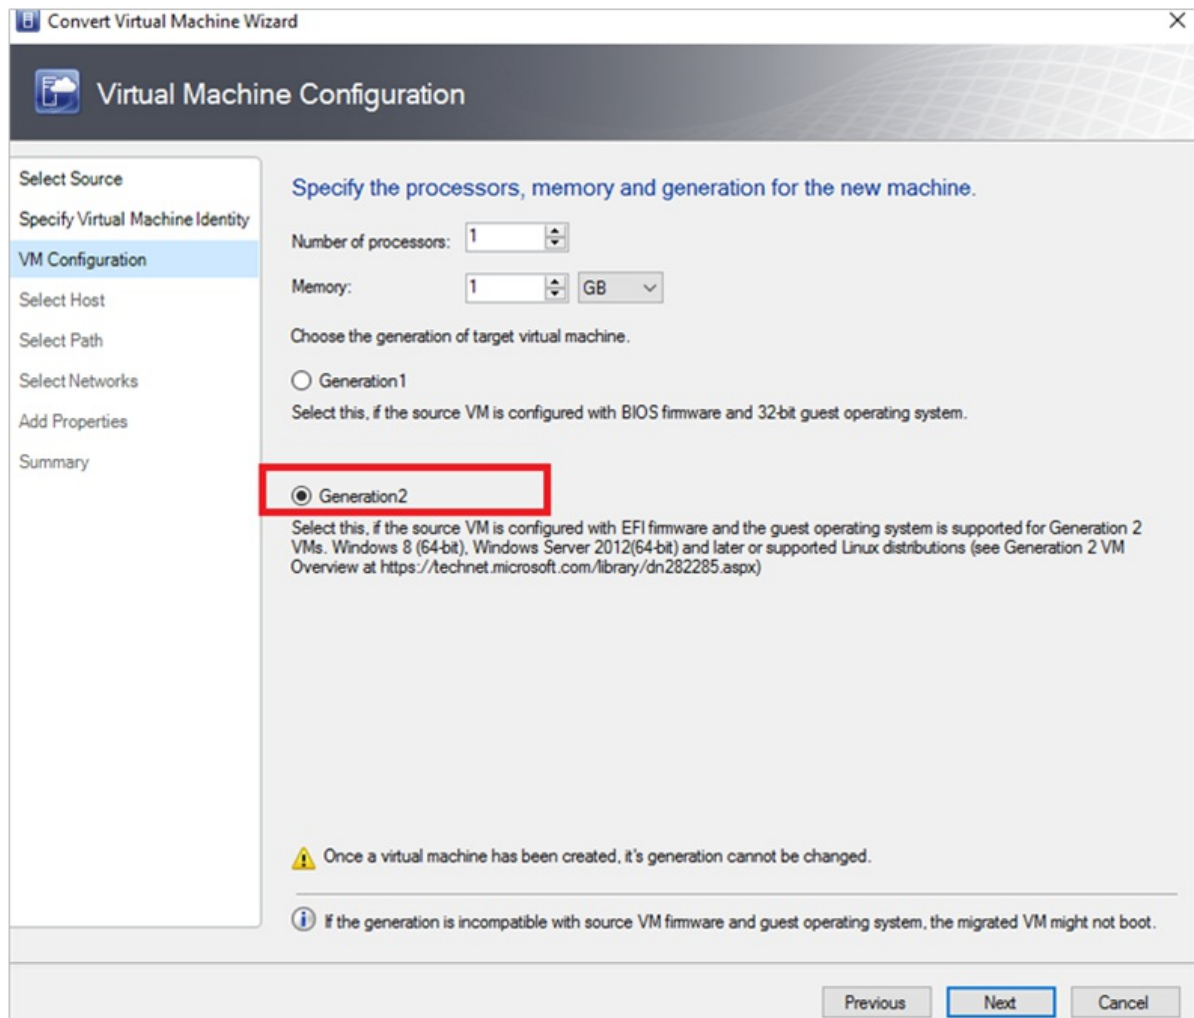 Convert Virtual Machine Wizard
Virtual Machine Configuration
Select Source
Specify Virtual Machine Identity
VM Configuration
Select Host
Select Path
Select Networks
Add Properties
Summary
Specify the processors, memory and generation for the new machine.
Number of processors: 1
Memory: 1 GB
Choose the generation of target virtual machine.
Generation1
Select this, if the source VM is configured with BIOS firmware and 32-bit guest operating system.
Generation2
Select this, if the source VM is configured with EFI firmware and the guest operating system is supported for Generation 2
VMs. Windows 8 (64-bit), Windows Server 2012(64-bit) and later or supported Linux distributions (see Generation 2 VM
Overview at https://technet.microsoft.com/library/dn282285.aspx)
Once a virtual machine has been created, it's generation cannot be changed.
If the generation is incompatible with source VM firmware and guest operating system, the migrated VM might not boot.
Previous Next Cancel